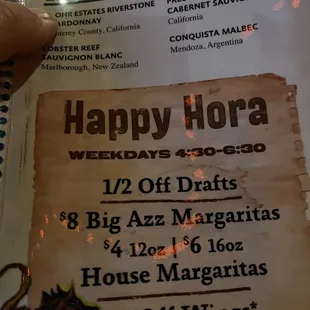 OHR ESTATES RIVERSTONE
ARDONNAY
erey County, California
LOBSTER REEF
SAUVIGNON BLANC
Marlborough, New Zealand
CABERNET SAUV
California
CONQUISTA MALBEC
Mendoza, Argentina
Happy Hora
WEEKDAYS 4:30-6:30
1/2 Off Drafts
$8 Big Azz Margaritas
$4 12oz | $6 16oz
House Margaritas